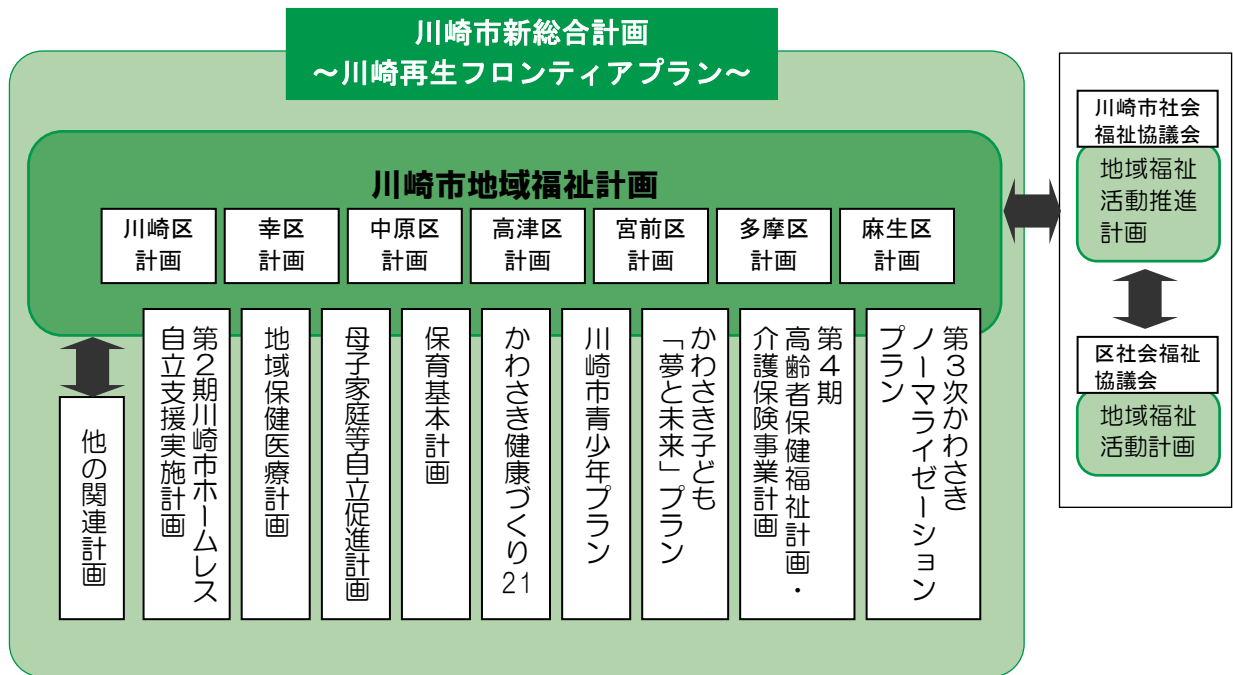 川崎市新総合計画
～川崎再生フロンティアプラン～
川崎市地域福祉計画
川崎区
計画
幸区
計画
中原区
計画
高津区
計画
宮前区
計画
多摩区
計画
麻生区
計画
第３次かわさき
ノーマライゼーション
プラン
第４期
高齢者保健福祉計画・
介護保険事業計画
かわさき子ども
「夢と未来」プラン
川崎市青少年プラン
かわさき健康づくり21
保育基本計画
母子家庭等自立促進計画
地域保健医療計画
第２期川崎市ホームレス
自立支援実施計画
他の関連計画
川崎市社会
福祉協議会
地域福祉
活動推進
計画
区社会福祉
協議会
地域福祉
活動計画